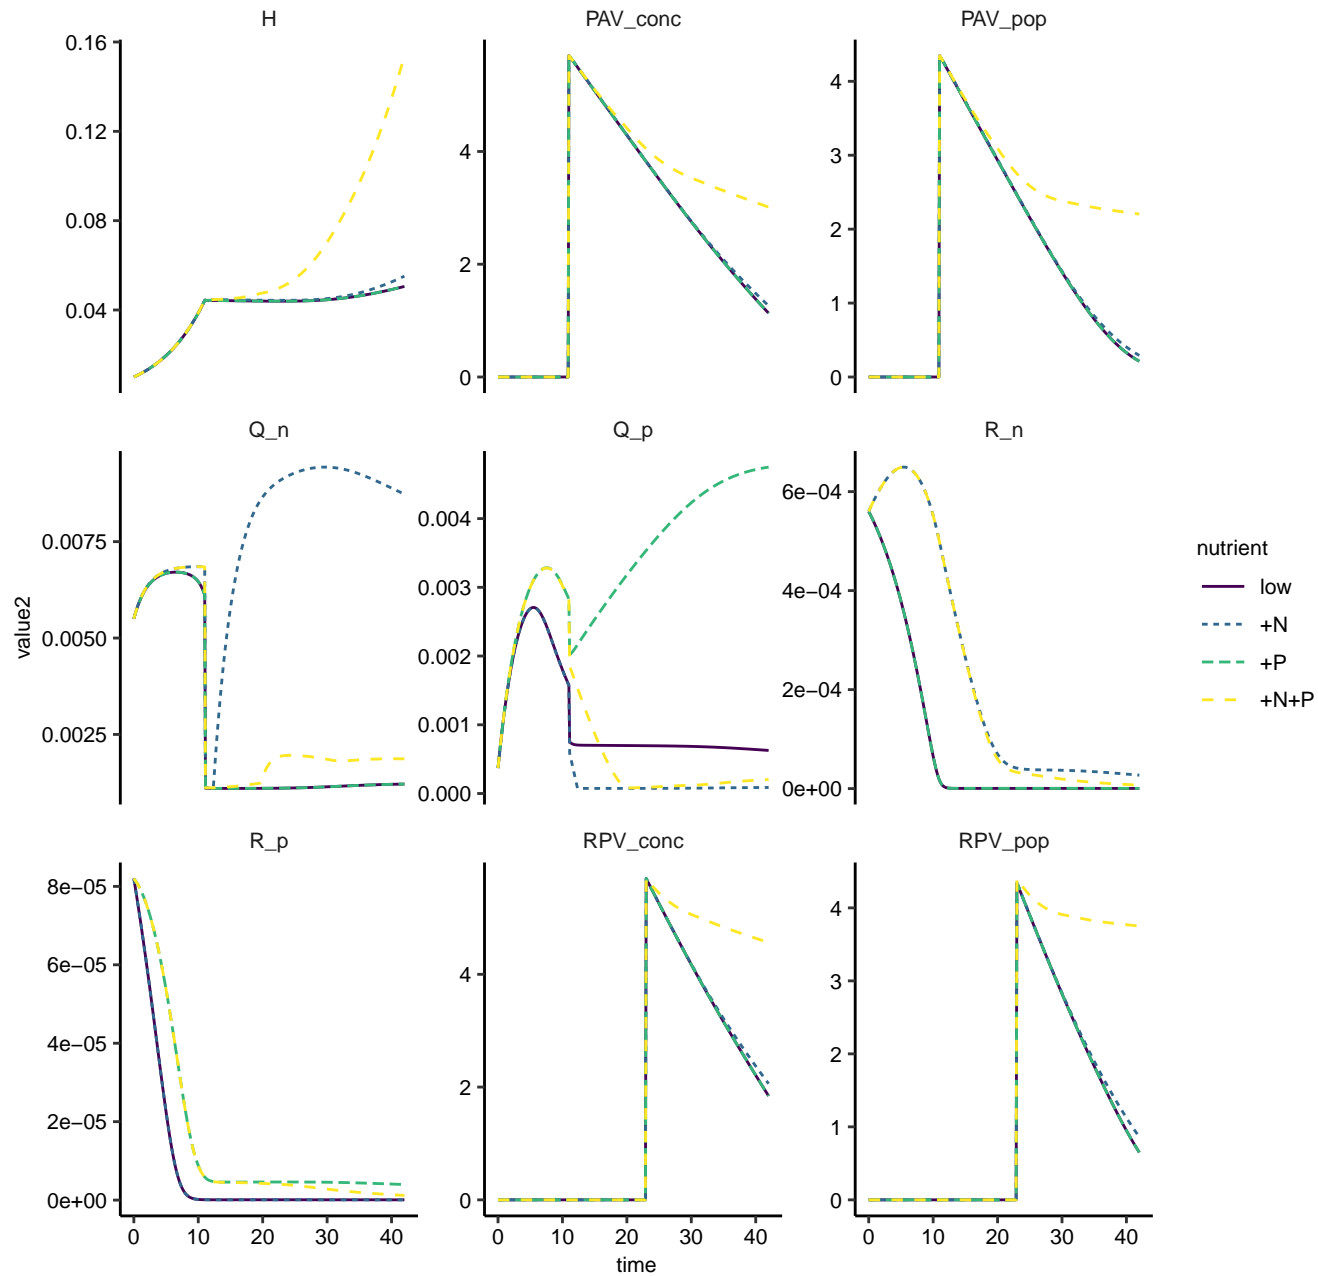 H
PAV_conc
PAV_pop
0.16
0.12
0.08
0.04
4
2
0
4
3
2
1
0
Q_n
Q_p
R_n
0.0075
0.0050
0.0025
0.004
0.003
0.002
0.001
0.000
6e−04
4e−04
2e−04
0e+00
R_p
RPV_conc
RPV_pop
8e−05
6e−05
4e−05
2e−05
0e+00
4
2
0
4
3
2
1
0
0 10 20 30 40
0 10 20 30 40
0 10 20 30 40
time
value2
nutrient
low
+N
+P
+N+P